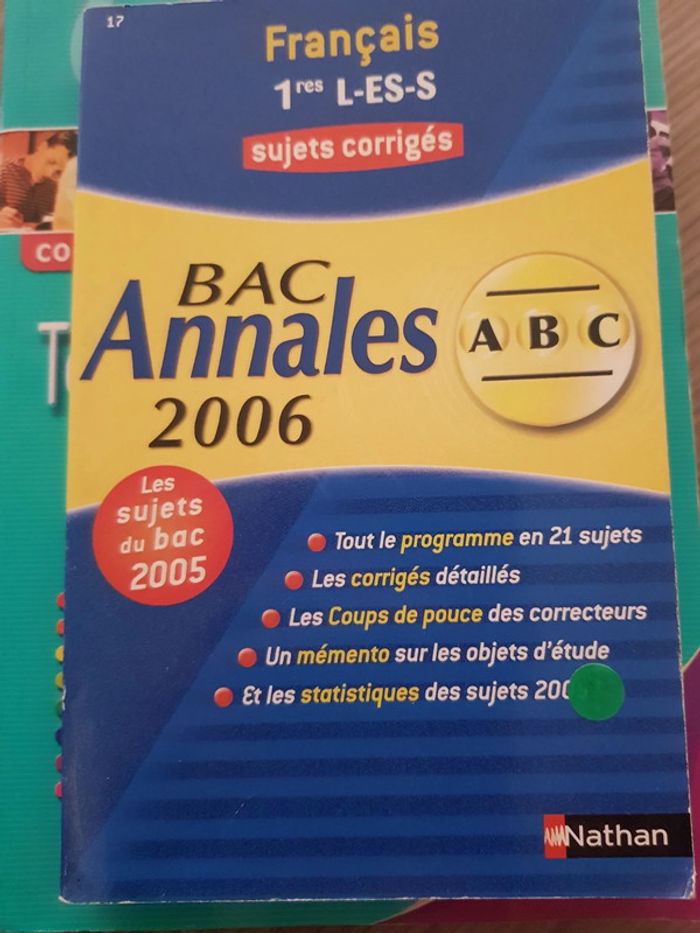 17
Français
1res L-ES-S
sujets corrigés
BAC
Annales
2006
A B C
Les
sujets
du bac
2005
Tout le programme en 21 sujets
Les corrigés détaillés
Les Coups de pouce des correcteurs
Un mémento sur les objets d'étude
Et les statistiques des sujets
Nathan
CO